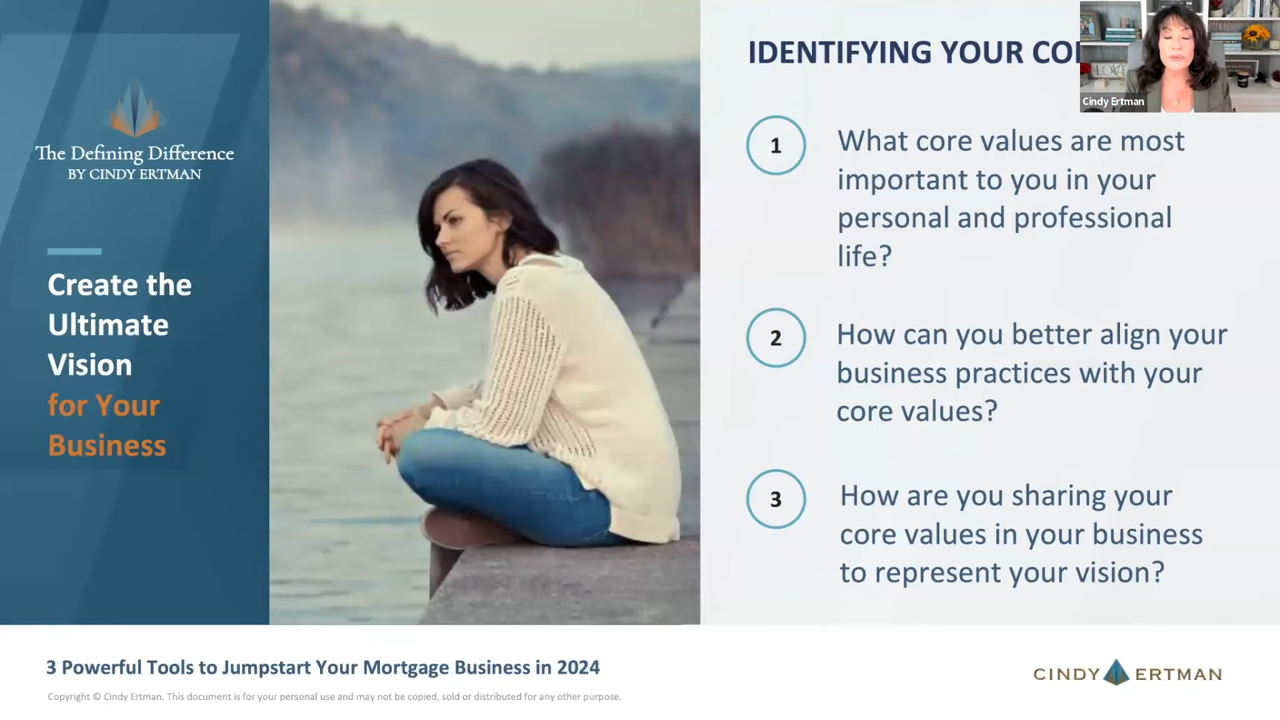 The Defining Difference
BY CINDY ERTMAN
Create the
Ultimate
Vision
for Your
Business
IDENTIFYING YOUR
LOVE
Cindy Ertman
1
What core values are most
important to you in your
personal and professional
life?
2
How can you better align your
business practices with your
core values?
3
How are you sharing your
core values in your business
to represent your vision?
3 Powerful Tools to Jumpstart Your Mortgage Business in 2024
Copyright © Cindy Ertman. This document is for your personal use and may not be copied, sold or distributed for any other purpose.
CINDY ERTMAN